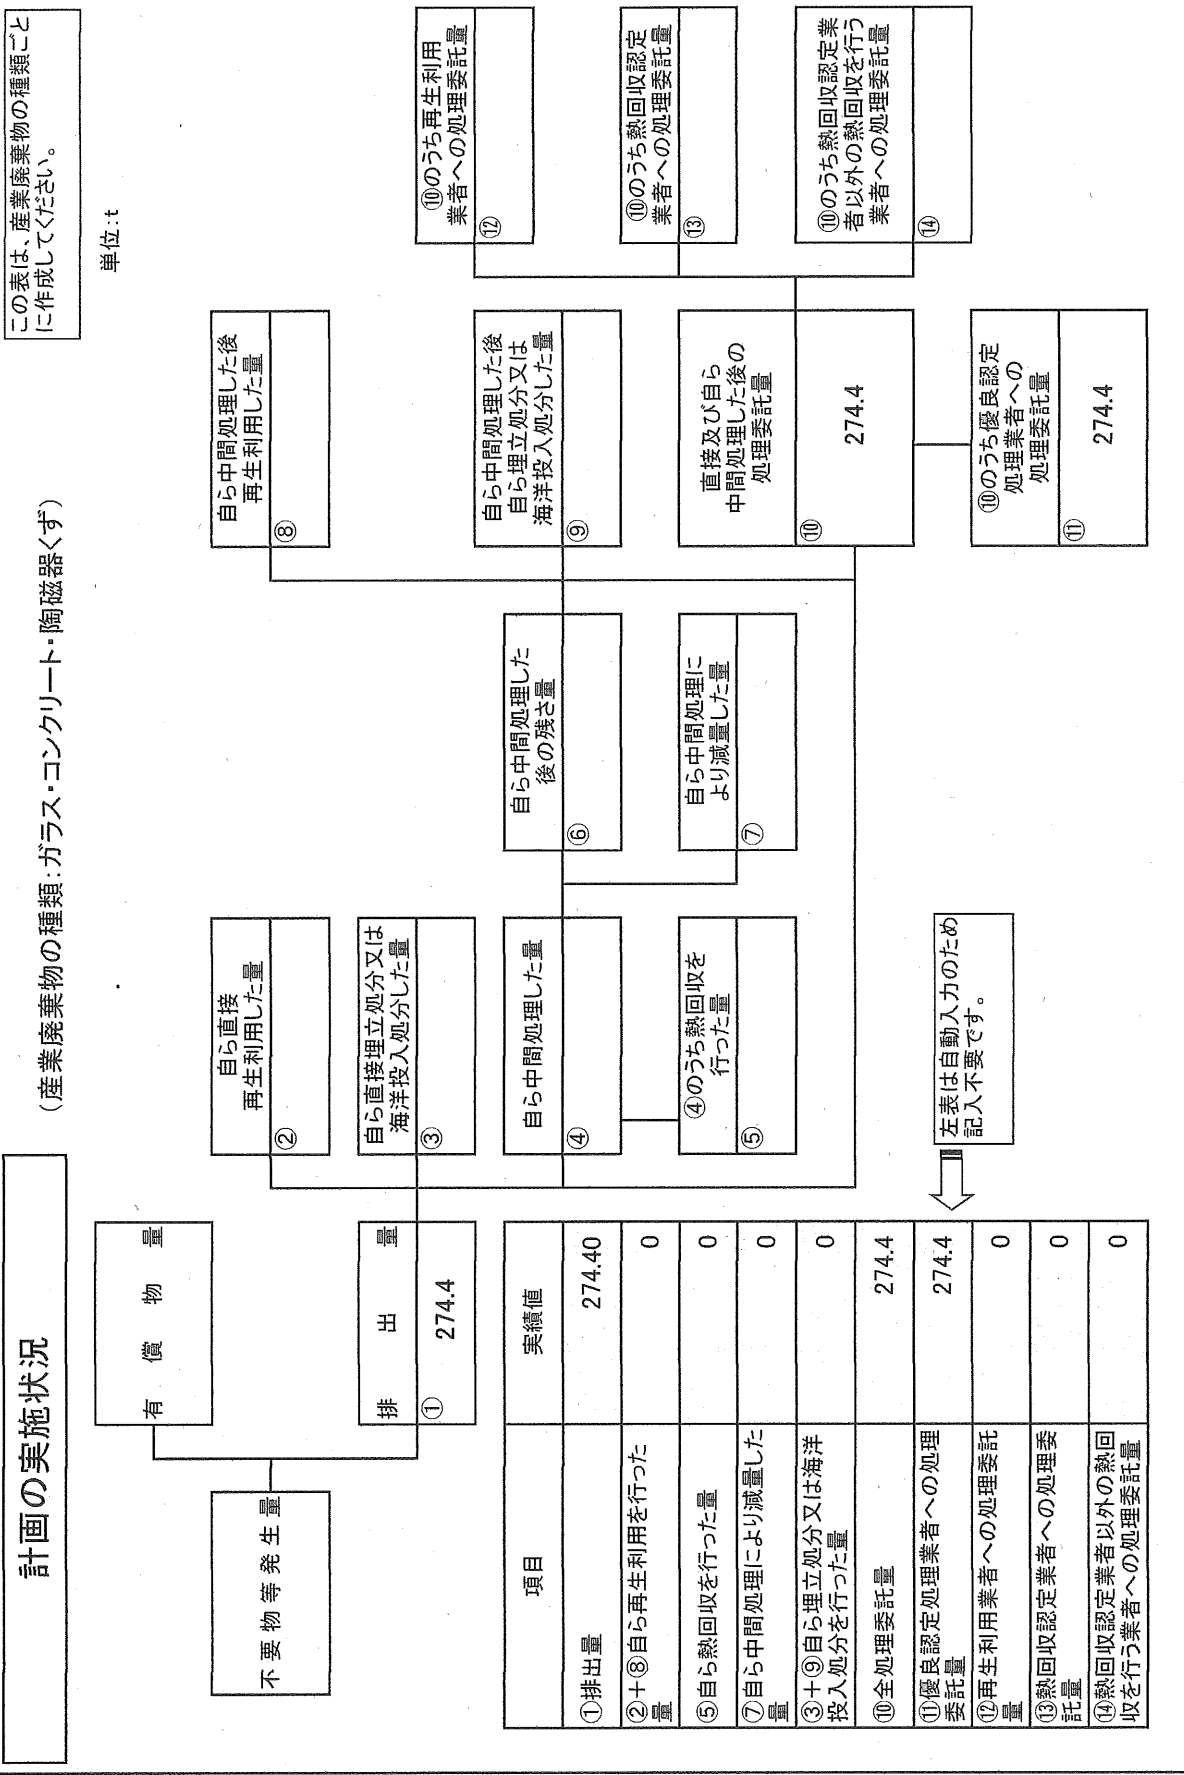 計画の実施状況
(産業廃棄物の種類:ガラス・コンクリート・陶磁器くず)
この表は、産業廃棄物の種類ごと
に作成してください。
単位:t
不要物等発生量
有償物量
排出量
①
274.4
自ら直接
再生利用した量
②
自ら直接埋立処分又は
海洋投入処分した量
③
自ら中間処理した量
④
④のうち熱回収を
行った量
⑤
自ら中間処理した
後の残さ量
⑥
自ら中間処理に
より減量した量
⑦
自ら中間処理した後
再生利用した量
⑧
自ら中間処理した後
自ら埋立処分又は
海洋投入処分した量
⑨
直接及び自ら
中間処理した後の
処理委託量
⑩
274.4
⑩のうち優良認定
処理業者への
処理委託量
⑪
274.4
⑩のうち再生利用
業者への処理委託量
⑫
⑩のうち熱回収認定
業者への処理委託量
⑬
⑩のうち熱回収認定業
者以外の熱回収を行う
業者への処理委託量
⑭
項目
実績値
①排出量
274.40
②+⑧自ら再生利用を行った
量
0
⑤自ら熱回収を行った量
0
⑦自ら中間処理により減量した
量
0
③+⑨自ら埋立処分又は海洋
投入処分を行った量
0
⑩全処理委託量
274.4
⑪優良認定処理業者への処理
委託量
274.4
⑫再生利用業者への処理委託
量
0
⑬熱回収認定業者への処理委
託量
0
⑭熱回収認定業者以外の熱回
収を行う業者への処理委託量
0
左表は自動入力のため
記入不要です。